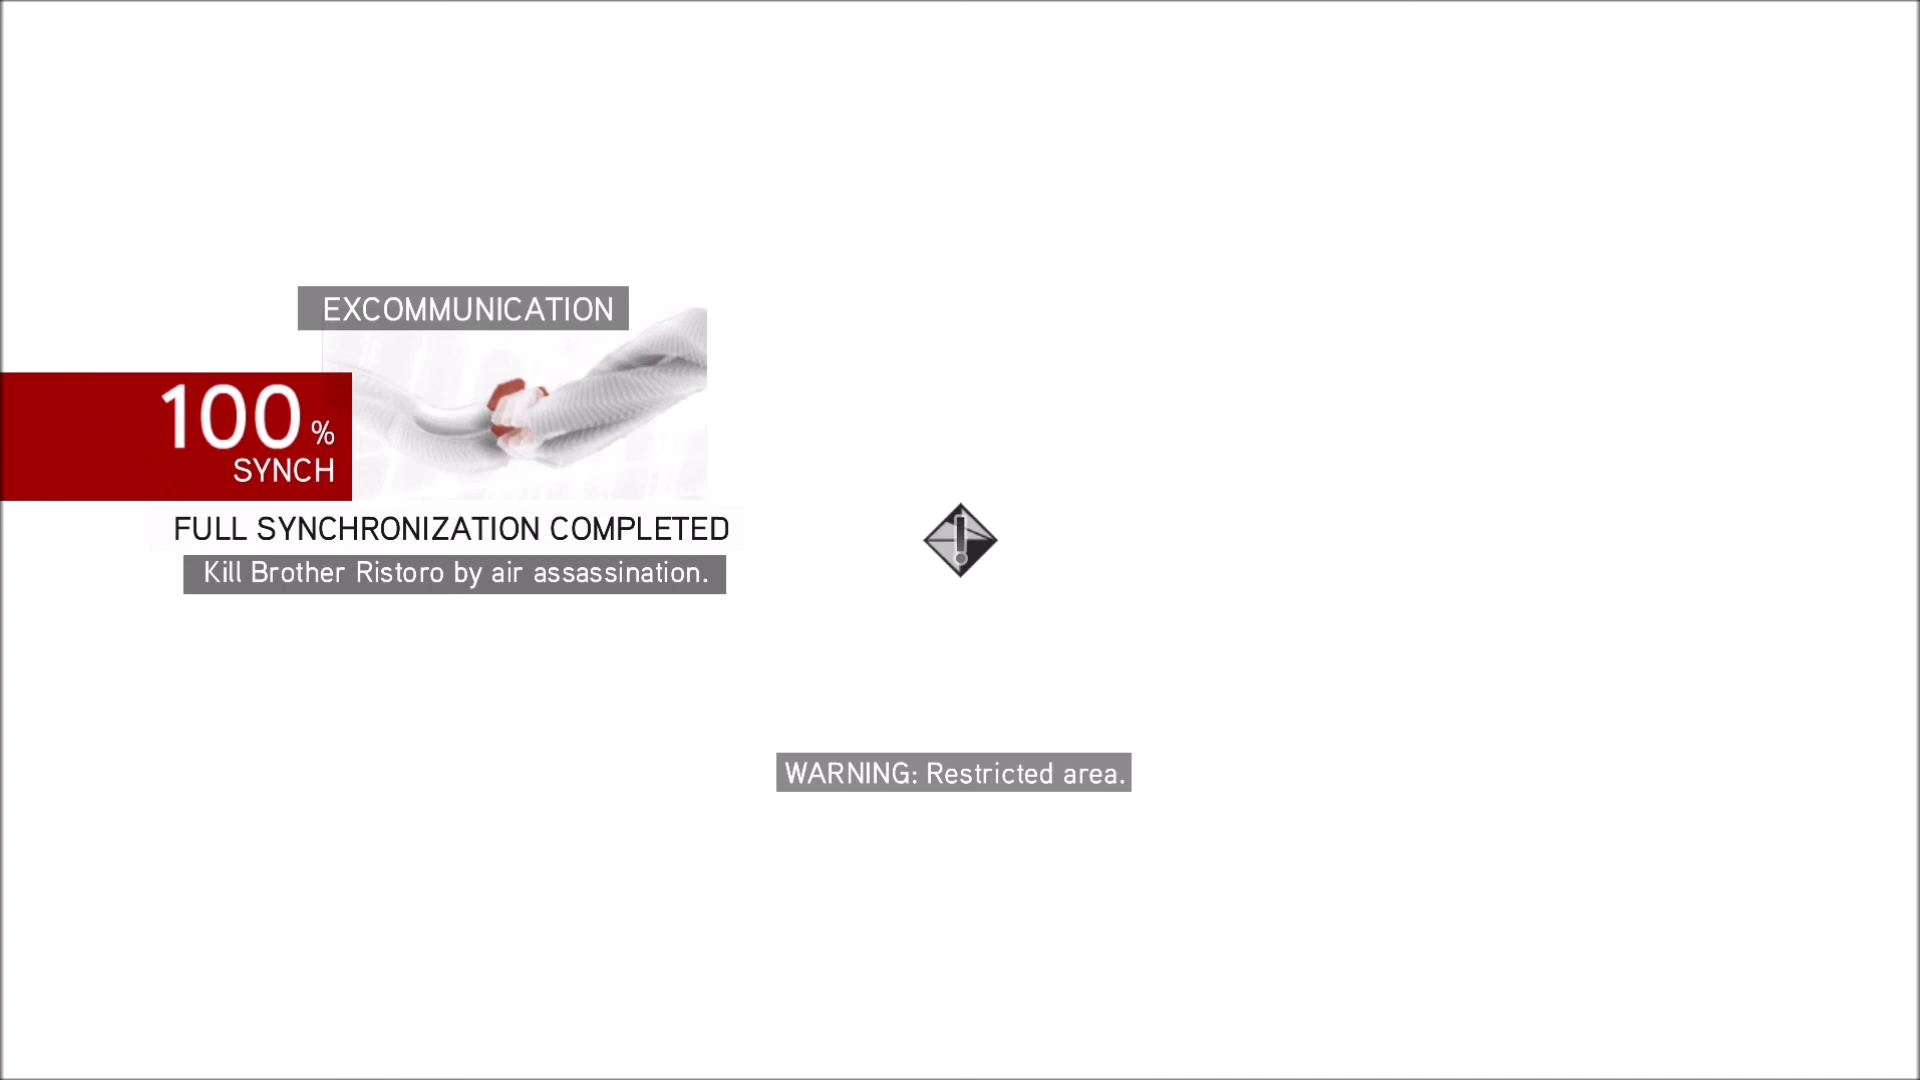 EXCOMMUNICATION
100 %
SYNCH
FULL SYNCHRONIZATION COMPLETED
Kill Brother Ristoro by air assassination.
WARNING: Restricted area.